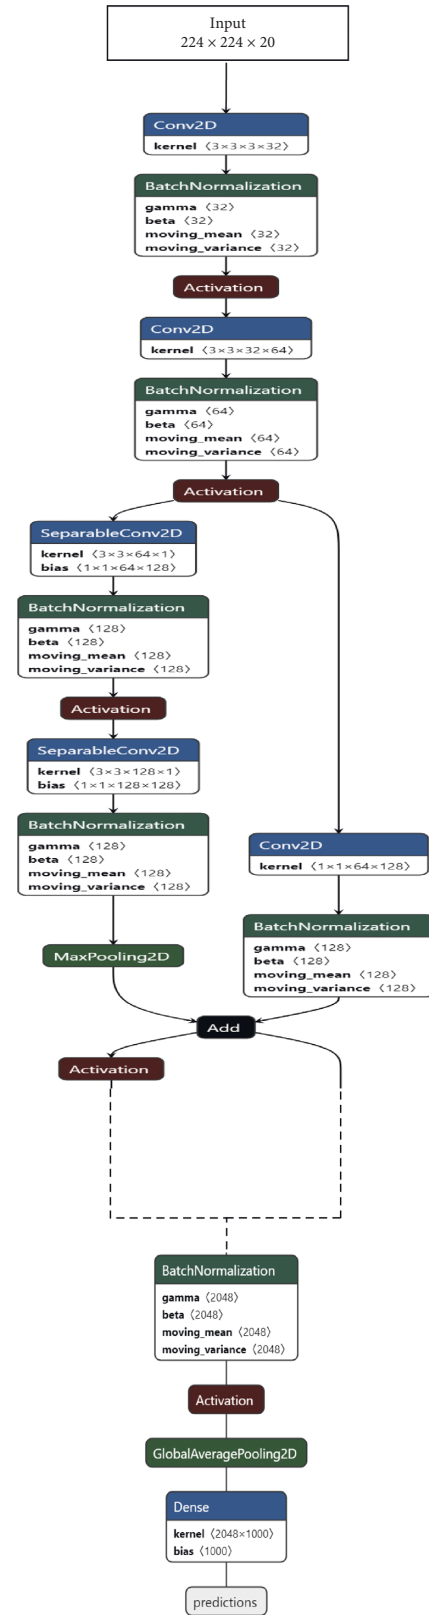 Input
224 × 224 × 20
Conv2D
kernel ⟨3×3×3×32⟩
BatchNormalization
gamma ⟨32⟩
beta ⟨32⟩
moving_mean ⟨32⟩
moving_variance ⟨32⟩
Activation
Conv2D
kernel ⟨3×3×32×64⟩
BatchNormalization
gamma ⟨64⟩
beta ⟨64⟩
moving_mean ⟨64⟩
moving_variance ⟨64⟩
Activation
SeparableConv2D
kernel ⟨3×3×64×1⟩
bias ⟨1×1×64×128⟩
BatchNormalization
gamma ⟨128⟩
beta ⟨128⟩
moving_mean ⟨128⟩
moving_variance ⟨128⟩
Activation
SeparableConv2D
kernel ⟨3×3×128×1⟩
bias ⟨1×1×128×128⟩
BatchNormalization
gamma ⟨128⟩
beta ⟨128⟩
moving_mean ⟨128⟩
moving_variance ⟨128⟩
MaxPooling2D
Conv2D
kernel ⟨1×1×64×128⟩
BatchNormalization
gamma ⟨128⟩
beta ⟨128⟩
moving_mean ⟨128⟩
moving_variance ⟨128⟩
Add
Activation
BatchNormalization
gamma ⟨2048⟩
beta ⟨2048⟩
moving_mean ⟨2048⟩
moving_variance ⟨2048⟩
Activation
GlobalAveragePooling2D
Dense
kernel ⟨2048×1000⟩
bias ⟨1000⟩
predictions